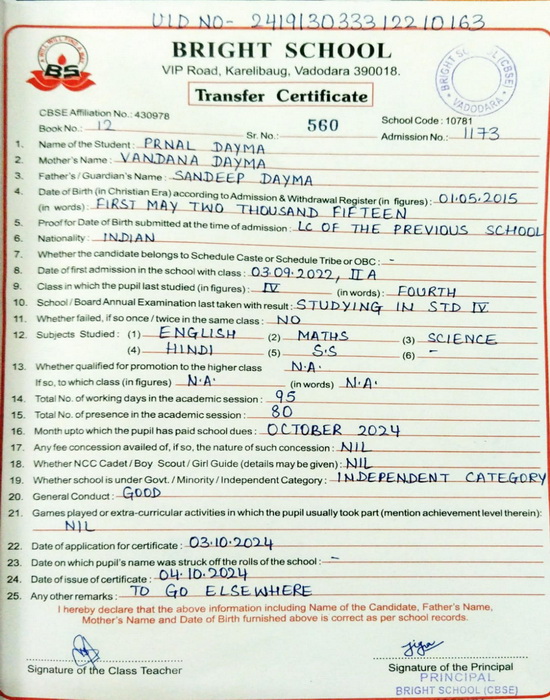 UID NO- 241913033312210163
BS
BRIGHT SCHOOL
VIP Road, Karelibaug, Vadodara 390018.
Transfer Certificate
BRIGHT SCHOOL (CBSE) VADODARA
CBSE Affiliation No.: 430978
School Code : 10781
Book No.: 12
Sr. No.: 560
Admission No.: 1173
1. Name of the Student : PRNAL DAYMA
2. Mother's Name : VANDANA DAYMA
3. Father's / Guardian's Name : SANDEEP DAYMA
4. Date of Birth (in Christian Era) according to Admission & Withdrawal Register (in figures) : 01.05.2015
(in words) : FIRST MAY TWO THOUSAND FIFTEEN
5. Proof for Date of Birth submitted at the time of admission : LC OF THE PREVIOUS SCHOOL
6. Nationality : INDIAN
7. Whether the candidate belongs to Schedule Caste or Schedule Tribe or OBC : -
8. Date of first admission in the school with class : 03.09.2022, II A
9. Class in which the pupil last studied (in figures) : IV (in words) : FOURTH
10. School / Board Annual Examination last taken with result : STUDYING IN STD IV
11. Whether failed, if so once / twice in the same class : NO
12. Subjects Studied : (1) ENGLISH (2) MATHS (3) SCIENCE
(4) HINDI (5) S.S (6) -
13. Whether qualified for promotion to the higher class N.A.
If so, to which class (in figures) N.A. (in words) N.A.
14. Total No. of working days in the academic session : 95
15. Total No. of presence in the academic session : 80
16. Month upto which the pupil has paid school dues : OCTOBER 2024
17. Any fee concession availed of, if so, the nature of such concession : NIL
18. Whether NCC Cadet / Boy Scout / Girl Guide (details may be given) : NIL
19. Whether school is under Govt. / Minority / Independent Category : INDEPENDENT CATEGORY
20. General Conduct : GOOD
21. Games played or extra-curricular activities in which the pupil usually took part (mention achievement level therein):
NIL
22. Date of application for certificate : 03.10.2024
23. Date on which pupil's name was struck off the rolls of the school : -
24. Date of issue of certificate : 04.10.2024
25. Any other remarks : TO GO ELSEWHERE
I hereby declare that the above information including Name of the Candidate, Father's Name,
Mother's Name and Date of Birth furnished above is correct as per school records.
Signature of the Class Teacher
Signature of the Principal
PRINCIPAL
BRIGHT SCHOOL (CBSE)